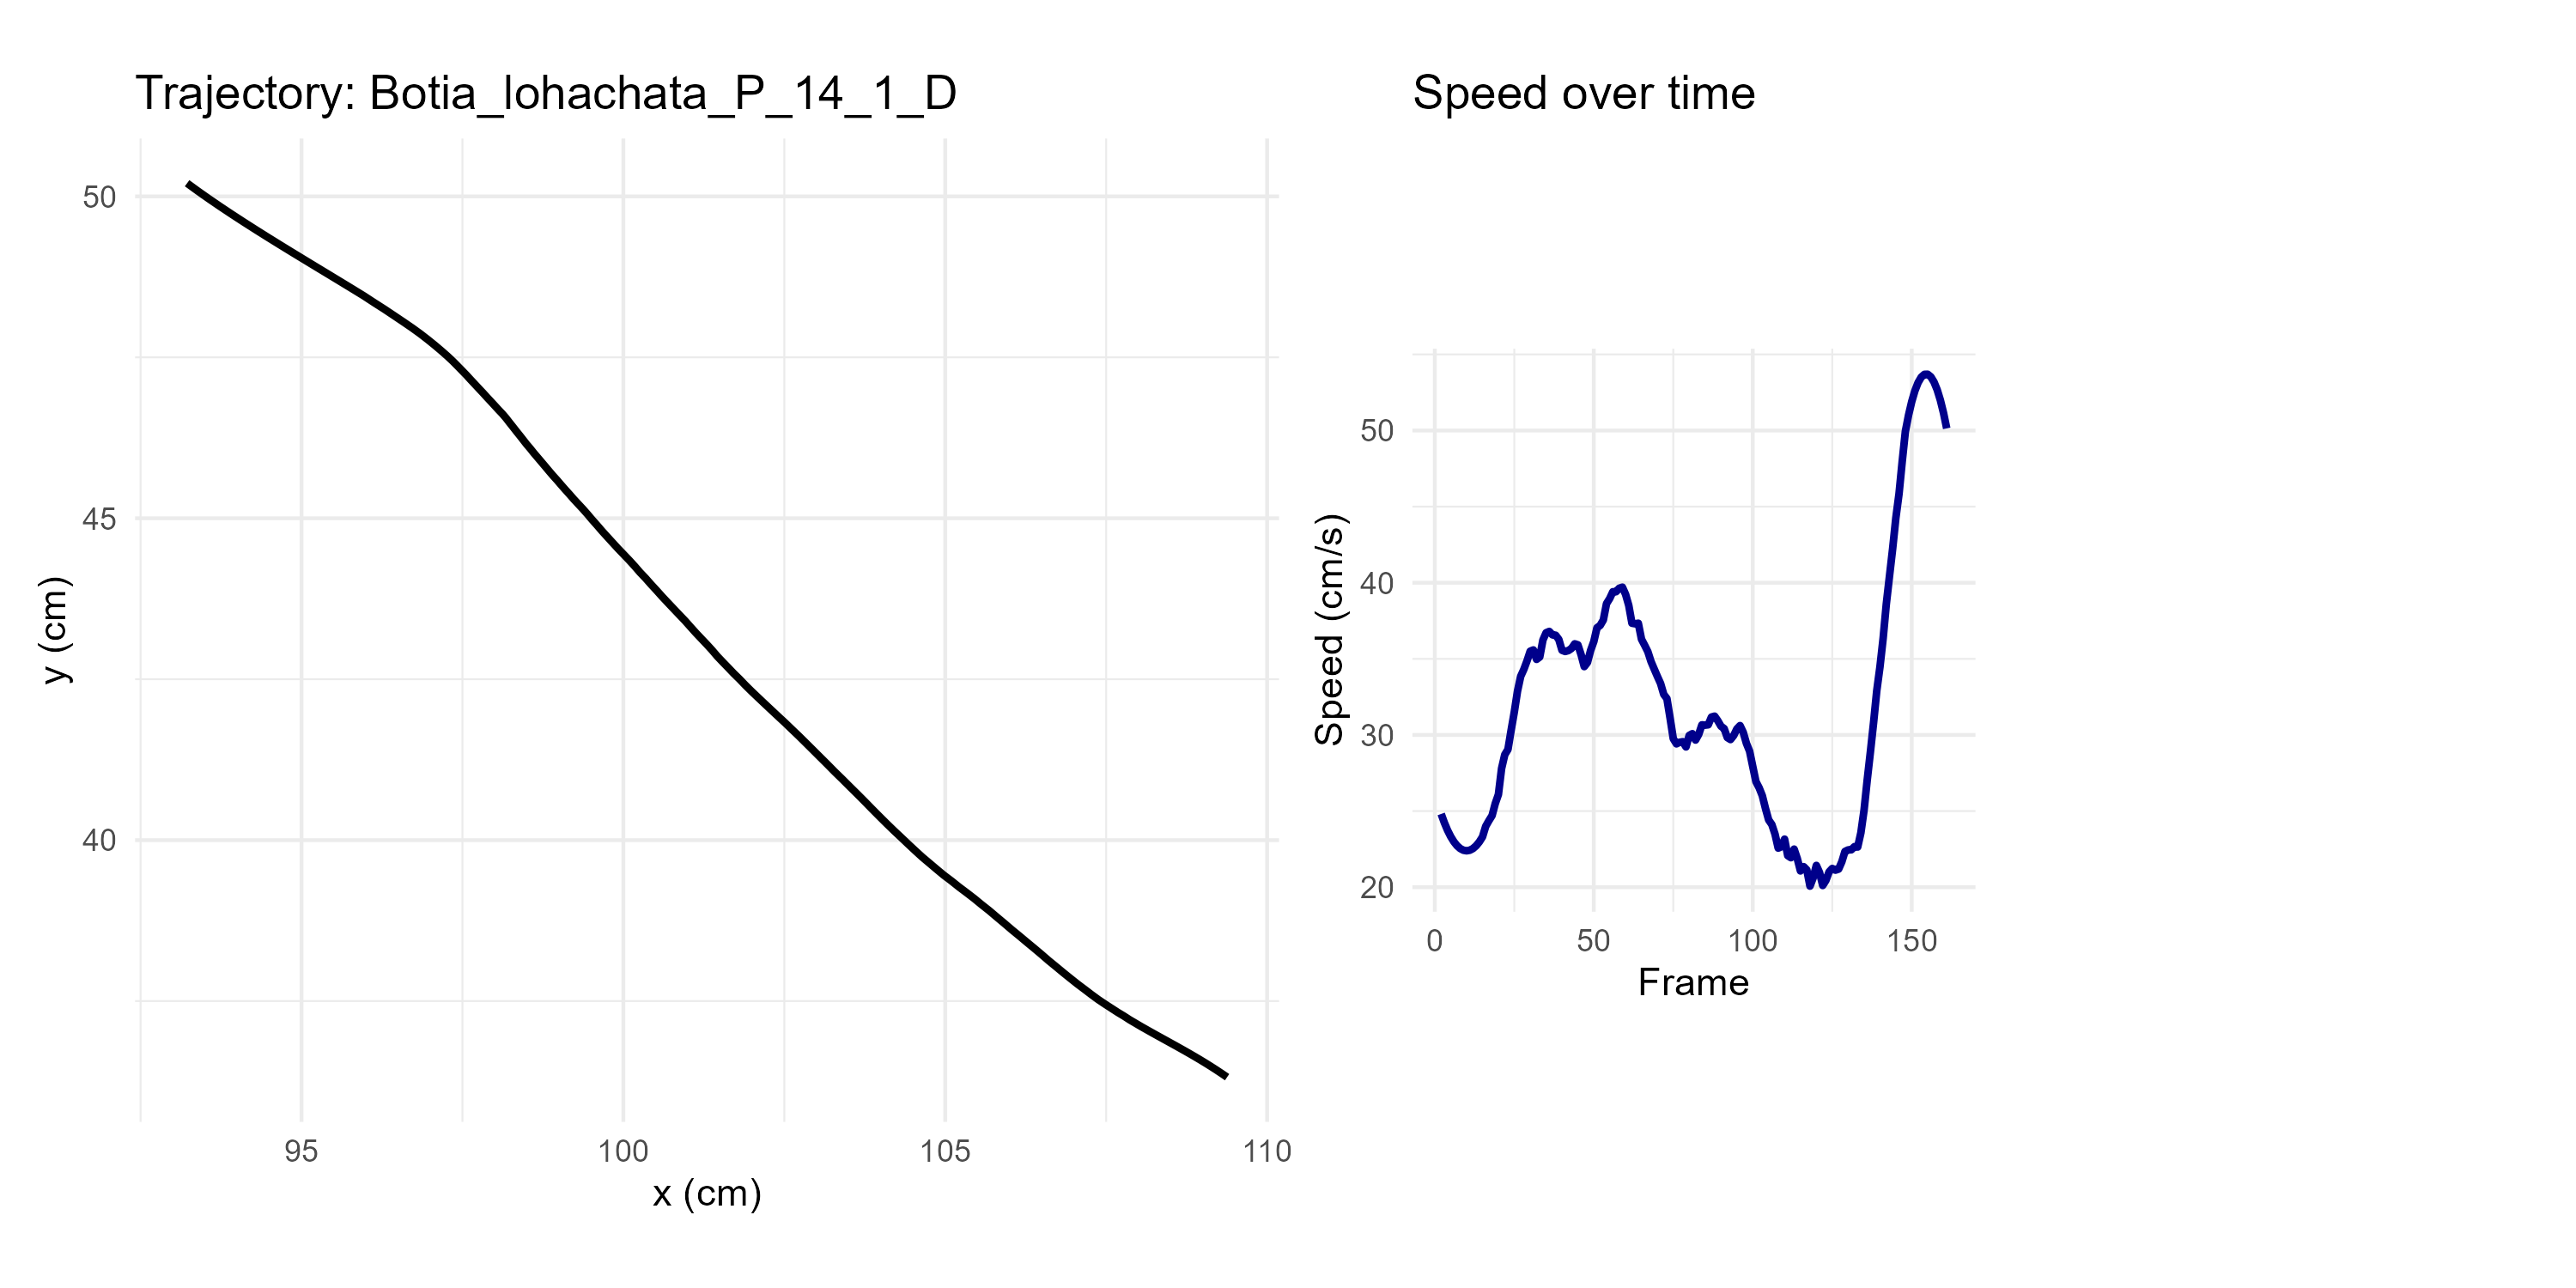 Trajectory: Botia_lohachata_P_14_1_D
50
45
40
y (cm)
95 100 105 110
x (cm)
Speed over time
50
40
30
20
Speed (cm/s)
0 50 100 150
Frame